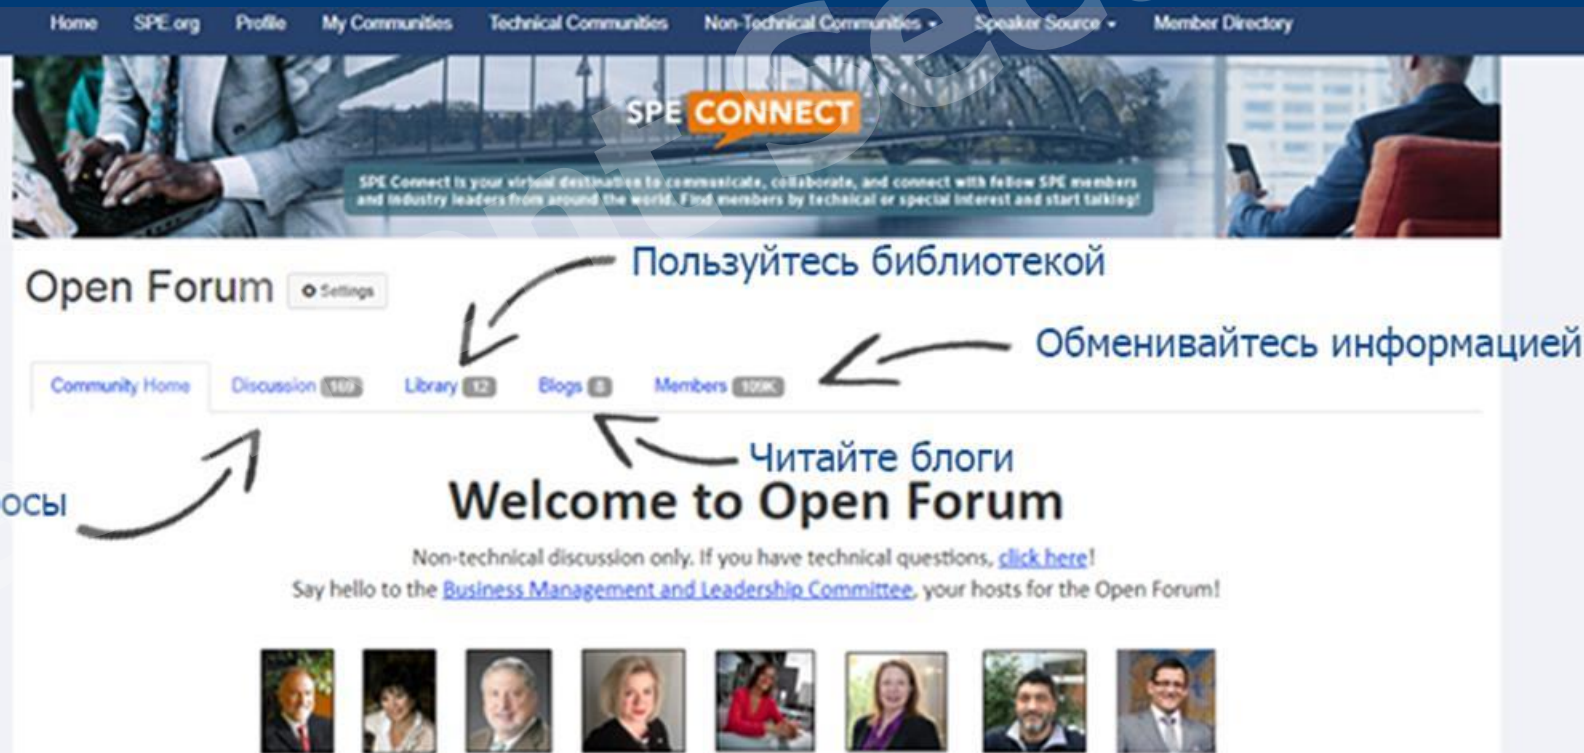 Home SPE.org Profile My Communities Technical Communities Non-Technical Communities Speaker Source Member Directory
SPE CONNECT
SPE Connect is your virtual destination to communicate, collaborate, and connect with fellow SPE members
and industry leaders from around the world. Find members by technical or special interest and start talking!
Пользуйтесь библиотекой
Open Forum Settings
Обменивайтесь информацией
Community Home Discussion 169 Library 12 Blogs 8 Members 109K
Читайте блоги
осы
Welcome to Open Forum
Non-technical discussion only. If you have technical questions, click here!
Say hello to the Business Management and Leadership Committee, your hosts for the Open Forum!